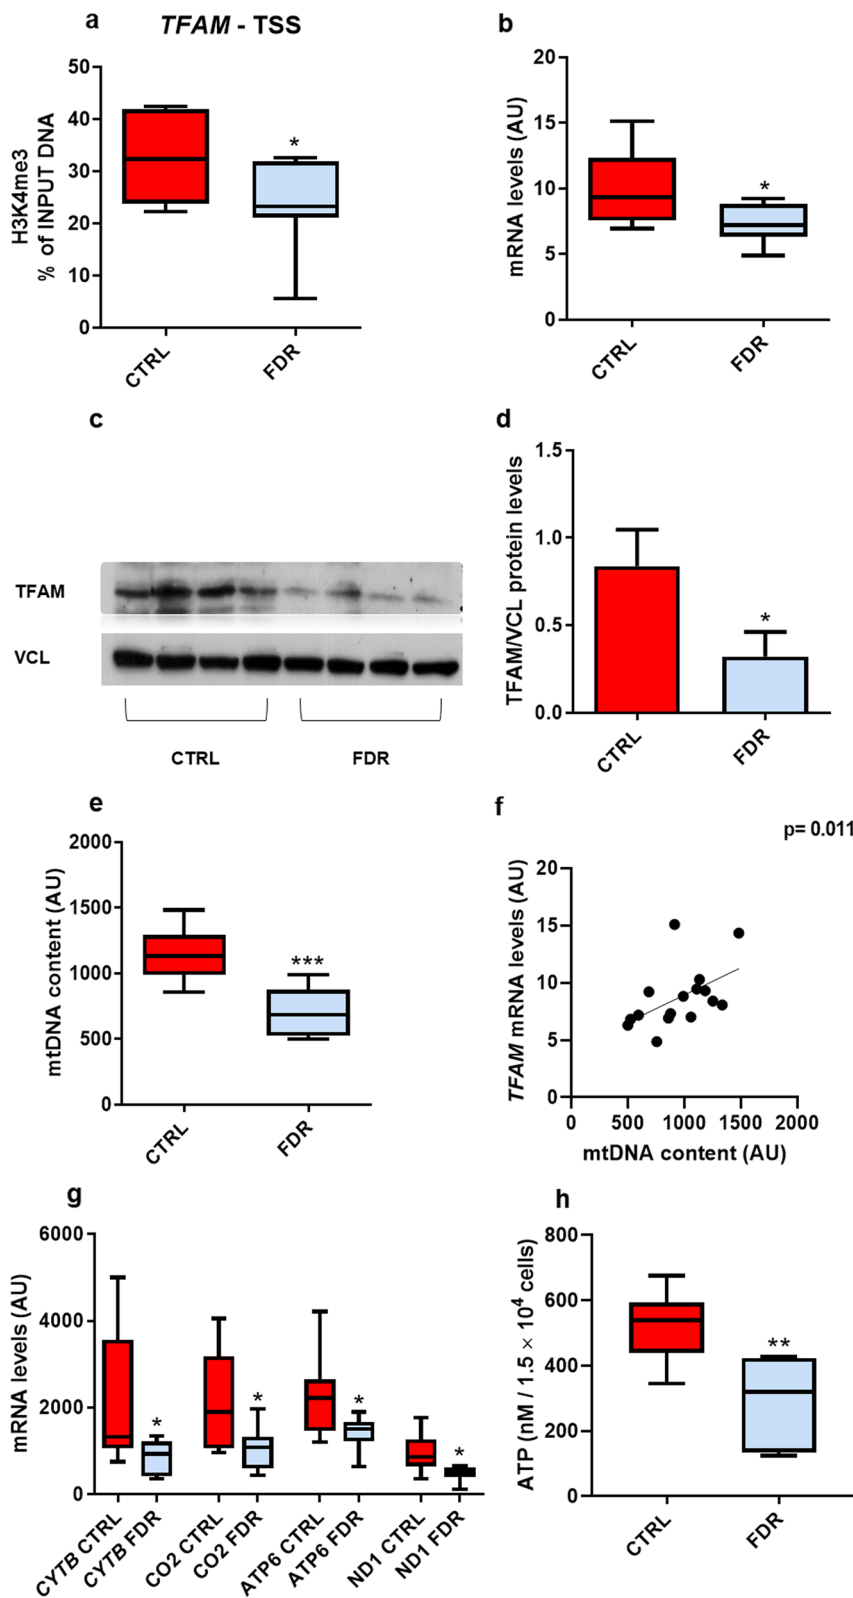 a
TFAM - TSS
H3K4me3
% of INPUT DNA
50
40
30
20
10
0
*
CTRL
FDR
b
mRNA levels (AU)
20
15
10
5
0
*
CTRL
FDR
c
TFAM
VCL
CTRL
FDR
d
TFAM/VCL protein levels
1.5
1.0
0.5
0.0
*
CTRL
FDR
e
mtDNA content (AU)
2000
1500
1000
500
0
***
CTRL
FDR
f
p= 0.011
TFAM mRNA levels (AU)
20
15
10
5
0
0 500 1000 1500 2000
mtDNA content (AU)
g
mRNA levels (AU)
6000
4000
2000
0
*
*
*
*
CYTB CTRL
CYTB FDR
CO2 CTRL
CO2 FDR
ATP6 CTRL
ATP6 FDR
ND1 CTRL
ND1 FDR
h
ATP (nM / 1.5 × 10⁴ cells)
800
600
400
200
0
**
CTRL
FDR